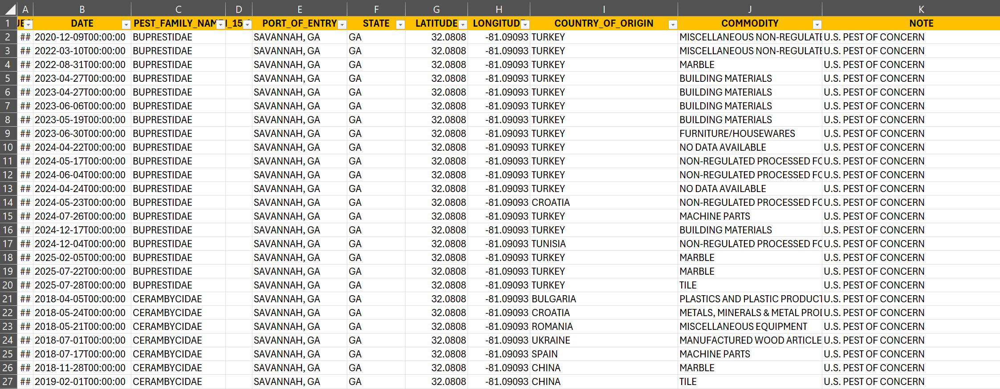 A B C D E F G H I J K
1 DATE PEST_FAMILY_NAM PORT_OF_ENTRY STATE LATITUDE LONGITUD COUNTRY_OF_ORIGIN COMMODITY NOTE
2 ## 2020-12-09T00:00:00 BUPRESTIDAE SAVANNAH, GA GA 32.0808 -81.09093 TURKEY MISCELLANEOUS NON-REGULATE U.S. PEST OF CONCERN
3 ## 2022-03-10T00:00:00 BUPRESTIDAE SAVANNAH, GA GA 32.0808 -81.09093 TURKEY MISCELLANEOUS NON-REGULATE U.S. PEST OF CONCERN
4 ## 2022-08-31T00:00:00 BUPRESTIDAE SAVANNAH, GA GA 32.0808 -81.09093 TURKEY MARBLE U.S. PEST OF CONCERN
5 ## 2023-04-27T00:00:00 BUPRESTIDAE SAVANNAH, GA GA 32.0808 -81.09093 TURKEY BUILDING MATERIALS U.S. PEST OF CONCERN
6 ## 2023-04-27T00:00:00 BUPRESTIDAE SAVANNAH, GA GA 32.0808 -81.09093 TURKEY BUILDING MATERIALS U.S. PEST OF CONCERN
7 ## 2023-06-06T00:00:00 BUPRESTIDAE SAVANNAH, GA GA 32.0808 -81.09093 TURKEY BUILDING MATERIALS U.S. PEST OF CONCERN
8 ## 2023-05-19T00:00:00 BUPRESTIDAE SAVANNAH, GA GA 32.0808 -81.09093 TURKEY BUILDING MATERIALS U.S. PEST OF CONCERN
9 ## 2023-06-30T00:00:00 BUPRESTIDAE SAVANNAH, GA GA 32.0808 -81.09093 TURKEY FURNITURE/HOUSEWARES U.S. PEST OF CONCERN
10 ## 2024-04-22T00:00:00 BUPRESTIDAE SAVANNAH, GA GA 32.0808 -81.09093 TURKEY NO DATA AVAILABLE U.S. PEST OF CONCERN
11 ## 2024-05-17T00:00:00 BUPRESTIDAE SAVANNAH, GA GA 32.0808 -81.09093 TURKEY NON-REGULATED PROCESSED FO U.S. PEST OF CONCERN
12 ## 2024-06-04T00:00:00 BUPRESTIDAE SAVANNAH, GA GA 32.0808 -81.09093 TURKEY NON-REGULATED PROCESSED FO U.S. PEST OF CONCERN
13 ## 2024-04-24T00:00:00 BUPRESTIDAE SAVANNAH, GA GA 32.0808 -81.09093 TURKEY NO DATA AVAILABLE U.S. PEST OF CONCERN
14 ## 2024-05-23T00:00:00 BUPRESTIDAE SAVANNAH, GA GA 32.0808 -81.09093 CROATIA NON-REGULATED PROCESSED FO U.S. PEST OF CONCERN
15 ## 2024-07-26T00:00:00 BUPRESTIDAE SAVANNAH, GA GA 32.0808 -81.09093 TURKEY MACHINE PARTS U.S. PEST OF CONCERN
16 ## 2024-12-17T00:00:00 BUPRESTIDAE SAVANNAH, GA GA 32.0808 -81.09093 TURKEY BUILDING MATERIALS U.S. PEST OF CONCERN
17 ## 2024-12-04T00:00:00 BUPRESTIDAE SAVANNAH, GA GA 32.0808 -81.09093 TUNISIA NON-REGULATED PROCESSED FO U.S. PEST OF CONCERN
18 ## 2025-02-05T00:00:00 BUPRESTIDAE SAVANNAH, GA GA 32.0808 -81.09093 TURKEY MARBLE U.S. PEST OF CONCERN
19 ## 2025-07-22T00:00:00 BUPRESTIDAE SAVANNAH, GA GA 32.0808 -81.09093 TURKEY MARBLE U.S. PEST OF CONCERN
20 ## 2025-07-28T00:00:00 BUPRESTIDAE SAVANNAH, GA GA 32.0808 -81.09093 TURKEY TILE U.S. PEST OF CONCERN
21 ## 2018-04-05T00:00:00 CERAMBYCIDAE SAVANNAH, GA GA 32.0808 -81.09093 BULGARIA PLASTICS AND PLASTIC PRODUCT U.S. PEST OF CONCERN
22 ## 2018-05-24T00:00:00 CERAMBYCIDAE SAVANNAH, GA GA 32.0808 -81.09093 CROATIA METALS, MINERALS & METAL PROD U.S. PEST OF CONCERN
23 ## 2018-05-21T00:00:00 CERAMBYCIDAE SAVANNAH, GA GA 32.0808 -81.09093 ROMANIA MISCELLANEOUS EQUIPMENT U.S. PEST OF CONCERN
24 ## 2018-07-01T00:00:00 CERAMBYCIDAE SAVANNAH, GA GA 32.0808 -81.09093 UKRAINE MANUFACTURED WOOD ARTICLE U.S. PEST OF CONCERN
25 ## 2018-07-17T00:00:00 CERAMBYCIDAE SAVANNAH, GA GA 32.0808 -81.09093 SPAIN MACHINE PARTS U.S. PEST OF CONCERN
26 ## 2018-11-28T00:00:00 CERAMBYCIDAE SAVANNAH, GA GA 32.0808 -81.09093 CHINA MARBLE U.S. PEST OF CONCERN
27 ## 2019-02-01T00:00:00 CERAMBYCIDAE SAVANNAH, GA GA 32.0808 -81.09093 CHINA TILE U.S. PEST OF CONCERN